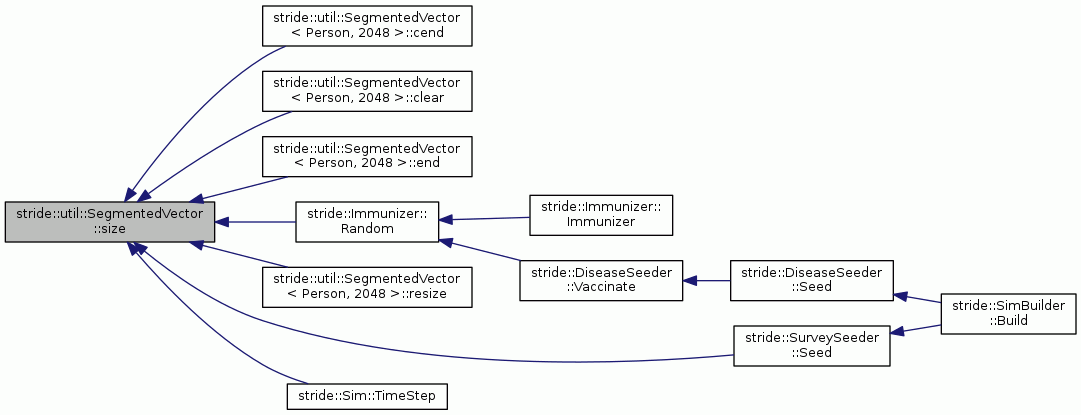 stride::util::SegmentedVector
< Person, 2048 >::cend
stride::util::SegmentedVector
< Person, 2048 >::clear
stride::util::SegmentedVector
< Person, 2048 >::end
stride::util::SegmentedVector
::size
stride::Immunizer::
Random
stride::Immunizer::
Immunizer
stride::util::SegmentedVector
< Person, 2048 >::resize
stride::DiseaseSeeder
::Vaccinate
stride::DiseaseSeeder
::Seed
stride::SimBuilder
::Build
stride::SurveySeeder
::Seed
stride::Sim::TimeStep